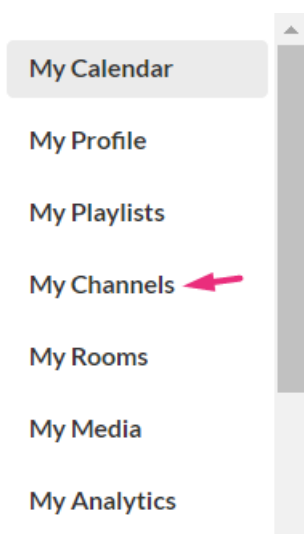 My Calendar
My Profile
My Playlists
My Channels
My Rooms
My Media
My Analytics